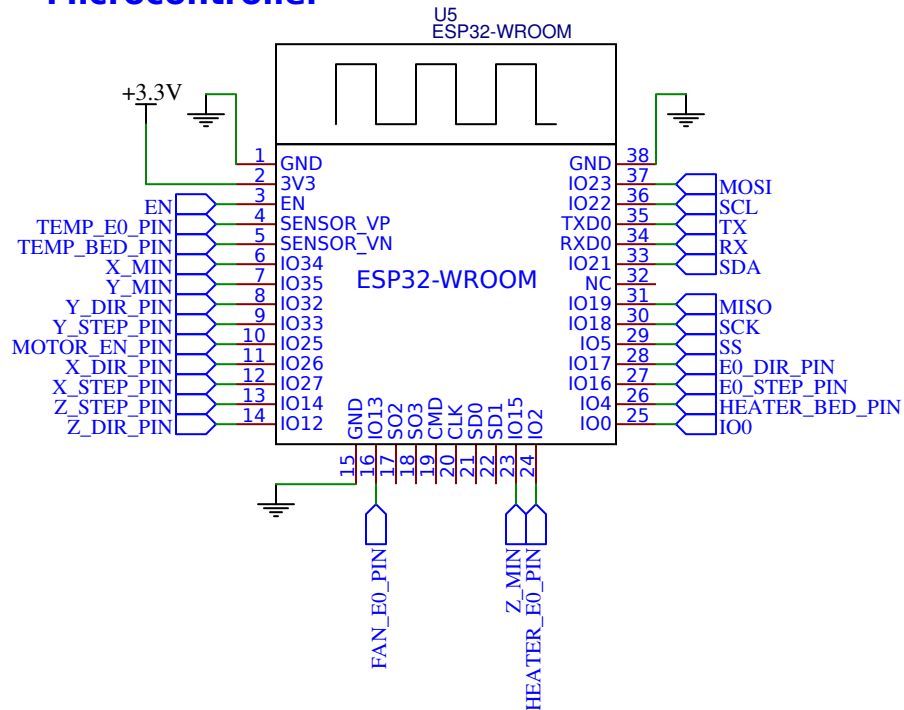 Microcontroller
U5
ESP32-WROOM
+3.3V
1 GND
2 3V3
EN 3 EN
TEMP_E0_PIN 4 SENSOR_VP
TEMP_BED_PIN 5 SENSOR_VN
X_MIN 6 IO34
Y_MIN 7 IO35
Y_DIR_PIN 8 IO32
Y_STEP_PIN 9 IO33
MOTOR_EN_PIN 10 IO25
X_DIR_PIN 11 IO26
X_STEP_PIN 12 IO27
Z_STEP_PIN 13 IO14
Z_DIR_PIN 14 IO12
ESP32-WROOM
GND 38
IO23 37 MOSI
IO22 36 SCL
TXD0 35 TX
RXD0 34 RX
IO21 33 SDA
NC 32
IO19 31 MISO
IO18 30 SCK
IO5 29 SS
IO17 28 E0_DIR_PIN
IO16 27 E0_STEP_PIN
IO4 26 HEATER_BED_PIN
IO0 25 IO0
GND 15
IO13 16 FAN_E0_PIN
SO2 17
SO3 18
CMD 19
CLK 20
SD0 21
SD1 22
IO15 23 Z_MIN
IO2 24 HEATER_E0_PIN